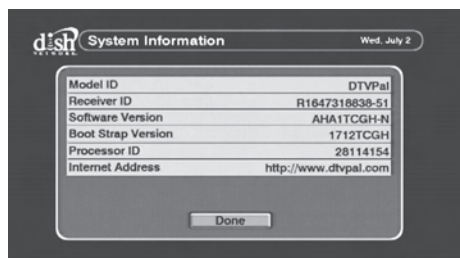 dish
NETWORK
System Information
Wed, July 2
Model ID DTVPal
Receiver ID R1647318838-51
Software Version AHA1TCGH-N
Boot Strap Version 1712TCGH
Processor ID 28114154
Internet Address http://www.dtvpal.com
Done